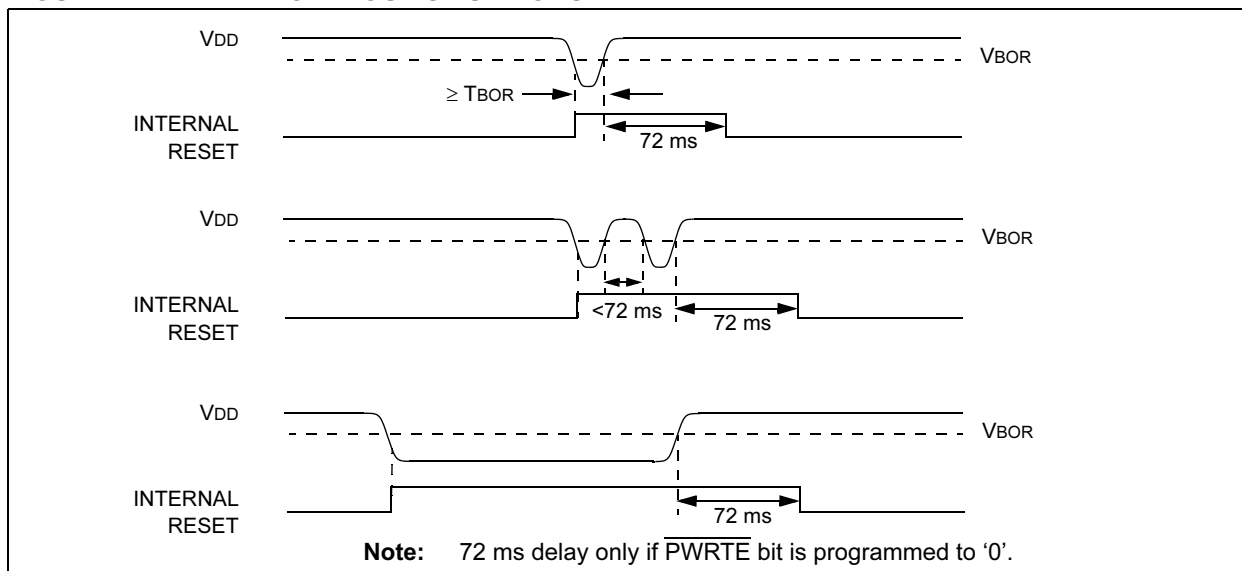 VDD
VBOR
≥ TBOR
INTERNAL
RESET
72 ms
VDD
VBOR
INTERNAL
RESET
<72 ms
72 ms
VDD
VBOR
INTERNAL
RESET
72 ms
Note: 72 ms delay only if P̅W̅R̅T̅E̅ bit is programmed to ‘0’.